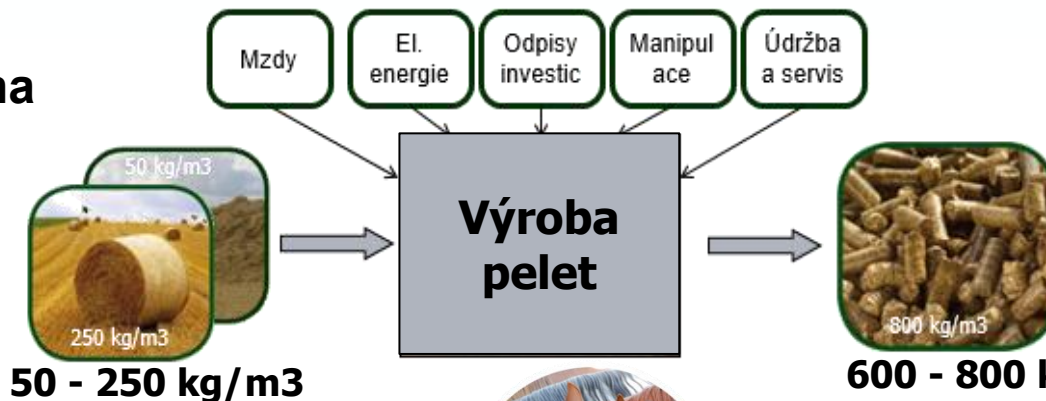 Mzdy
El.
energie
Odpisy
investic
Manipul
ace
Údržba
a servis
50 kg/m3
250 kg/m3
50 - 250 kg/m3
Výroba
pelet
800 kg/m3
600 - 800